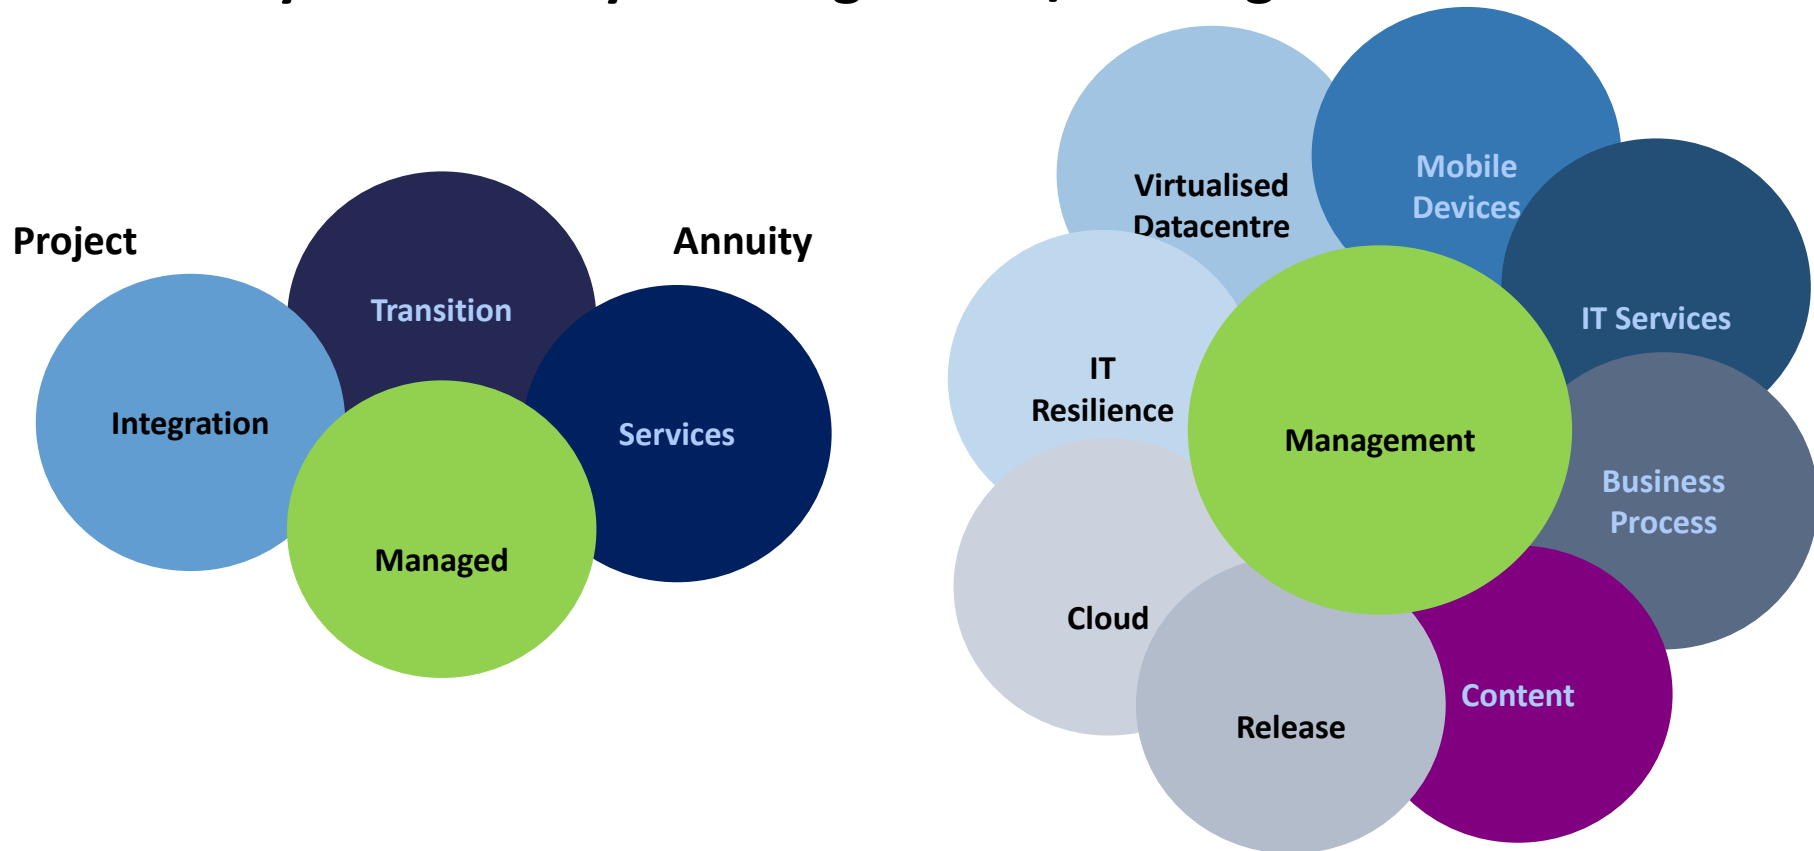 Project
Annuity
Transition
Integration
Services
Managed
Virtualised
Datacentre
Mobile
Devices
IT Services
IT
Resilience
Management
Business
Process
Cloud
Content
Release